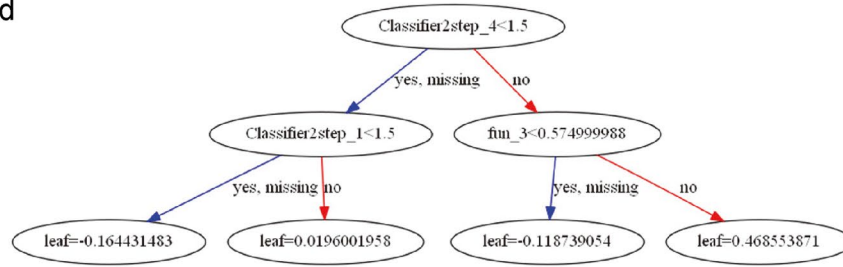 d
Classifier2step_4<1.5
yes, missing
no
Classifier2step_1<1.5
fun_3<0.574999988
yes, missing
no
yes, missing
no
leaf=-0.164431483
leaf=0.0196001958
leaf=-0.118739054
leaf=0.468553871